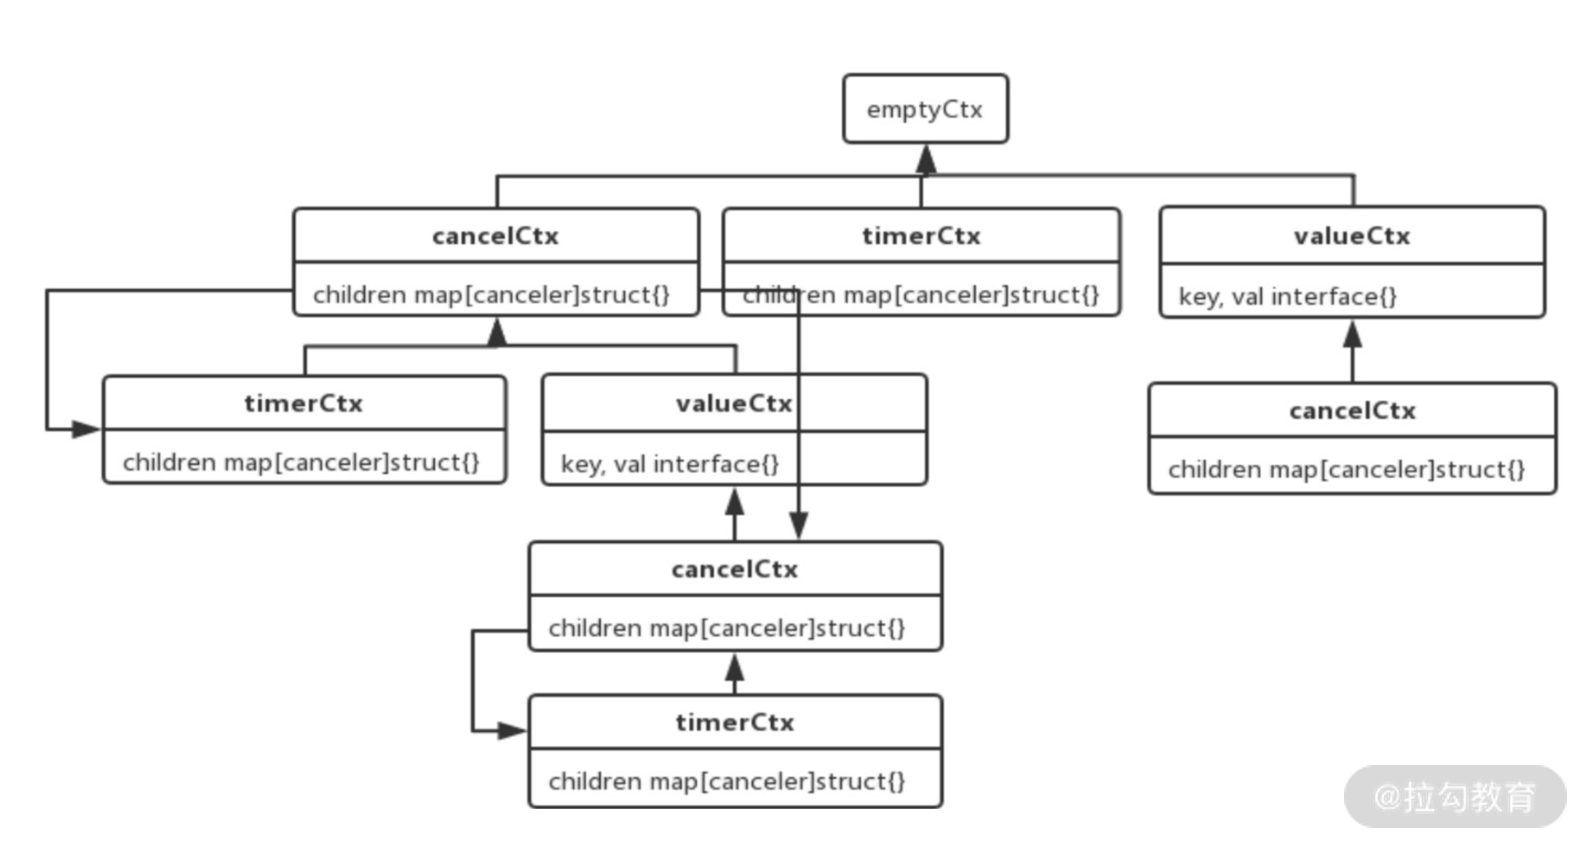 emptyCtx
cancelCtx
children map[canceler]struct{}
timerCtx
children map[canceler]struct{}
valueCtx
key, val interface{}
timerCtx
children map[canceler]struct{}
valueCtx
key, val interface{}
cancelCtx
children map[canceler]struct{}
cancelCtx
children map[canceler]struct{}
timerCtx
children map[canceler]struct{}
@拉勾教育